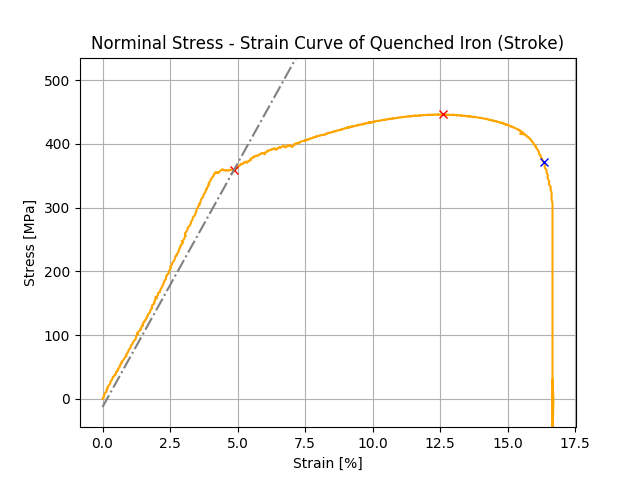 Norminal Stress - Strain Curve of Quenched Iron (Stroke)
500
400
300
200
100
0
Stress [MPa]
0.0 2.5 5.0 7.5 10.0 12.5 15.0 17.5
Strain [%]